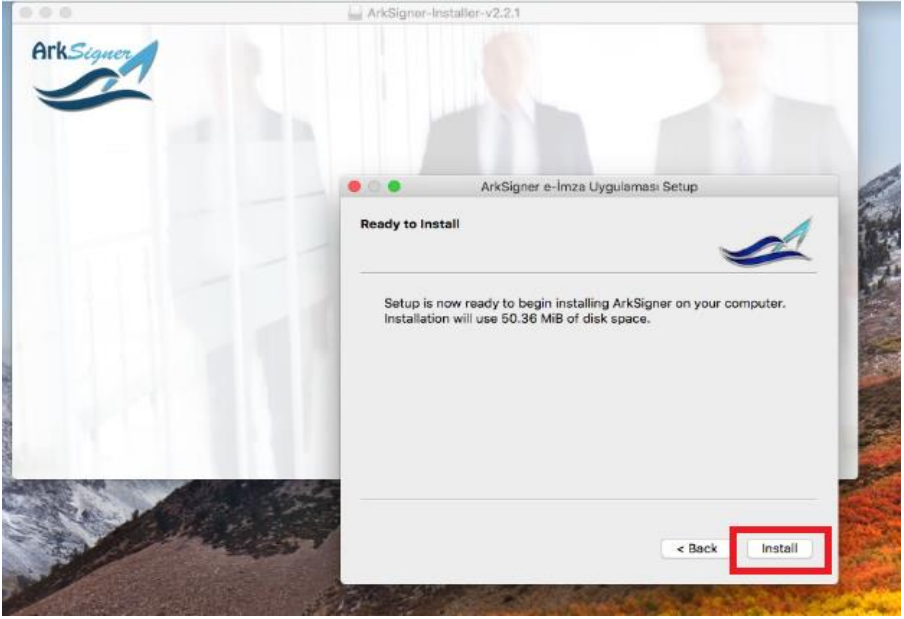 ArkSigner-Installer-v2.2.1
ArkSigner
ArkSigner e-İmza Uygulaması Setup
Ready to Install
Setup is now ready to begin installing ArkSigner on your computer.
Installation will use 50.36 MiB of disk space.
< Back
Install